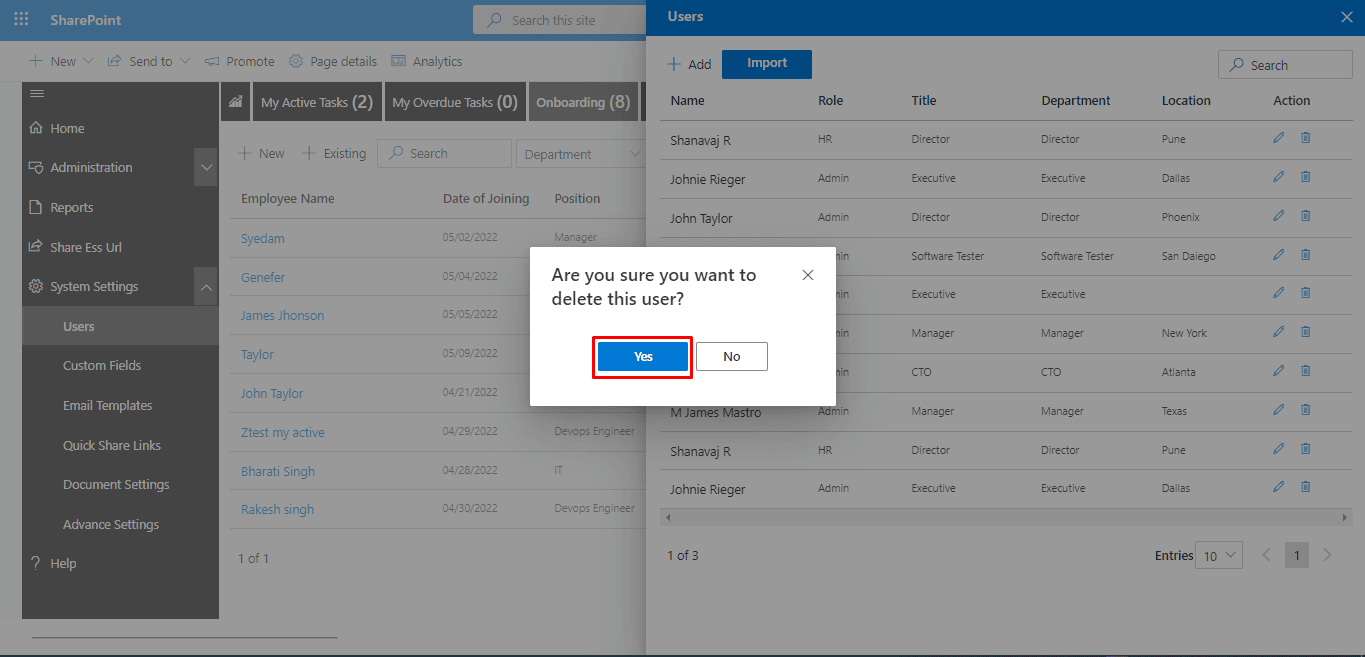 SharePoint
Search this site
New
Send to
Promote
Page details
Analytics
Home
Administration
Reports
Share Ess Url
System Settings
Users
Custom Fields
Email Templates
Quick Share Links
Document Settings
Advance Settings
Help
My Active Tasks (2)
My Overdue Tasks (0)
Onboarding (8)
New
Existing
Search
Department
Employee Name Date of Joining Position
Syedam 05/02/2022 Manager
Genefer 05/04/2022
James Jhonson 05/05/2022
Taylor 05/09/2022
John Taylor 04/21/2022
Ztest my active 04/29/2022 Devops Engineer
Bharati Singh 04/28/2022 IT
Rakesh singh 04/30/2022 Devops Engineer
1 of 1
Are you sure you want to
delete this user?
Yes
No
Users
Add
Import
Search
Name Role Title Department Location Action
Shanavaj R HR Director Director Pune
Johnie Rieger Admin Executive Executive Dallas
John Taylor Admin Director Director Phoenix
Software Tester Software Tester San Daiego
Executive Executive
Manager Manager New York
CTO CTO Atlanta
M James Mastro Admin Manager Manager Texas
Shanavaj R HR Director Director Pune
Johnie Rieger Admin Executive Executive Dallas
1 of 3
Entries 10
1